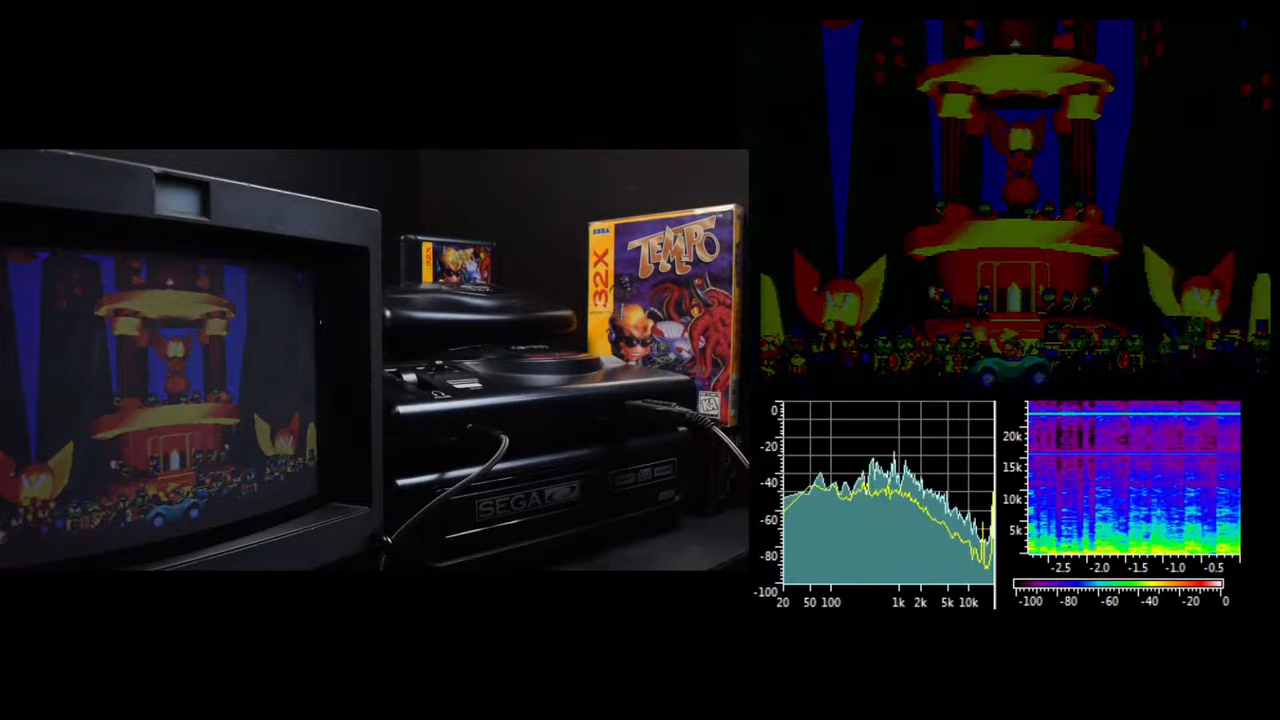 SEGA
TEMPO
32X
32X
SEGA
0
-20
-40
-60
-80
-100
20 50 100 1k 2k 5k 10k
20k
15k
10k
5k
-2.5 -2.0 -1.5 -1.0 -0.5
-100 -80 -60 -40 -20 0